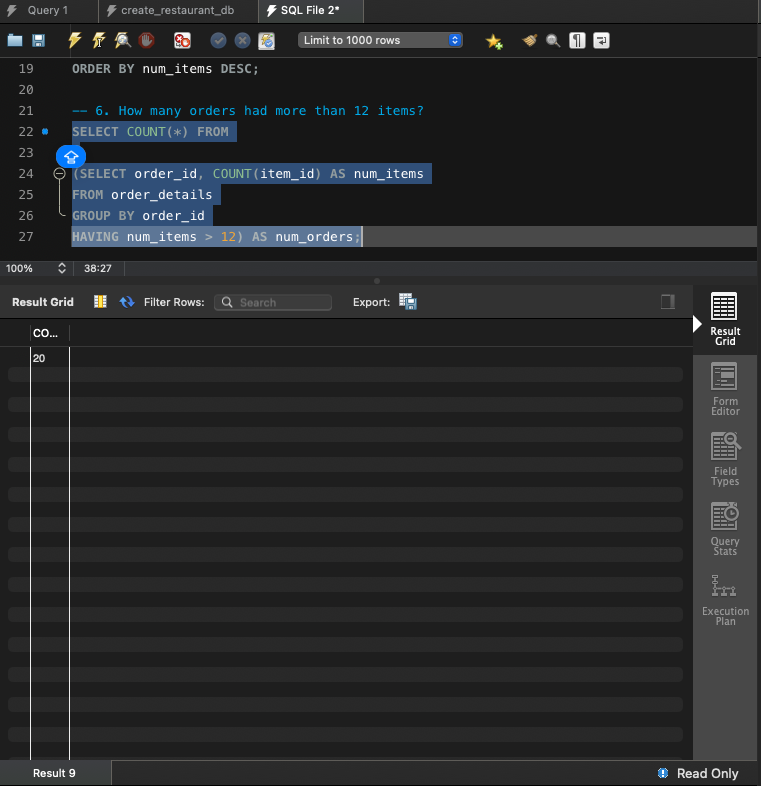 Query 1
create_restaurant_db
SQL File 2*
Limit to 1000 rows
19 ORDER BY num_items DESC;
20
21 -- 6. How many orders had more than 12 items?
22 SELECT COUNT(*) FROM
23
24 (SELECT order_id, COUNT(item_id) AS num_items
25 FROM order_details
26 GROUP BY order_id
27 HAVING num_items > 12) AS num_orders;
100% 38:27
Result Grid Filter Rows: Search Export:
CO...
20
Result
Grid
Form
Editor
Field
Types
Query
Stats
Execution
Plan
Result 9
Read Only